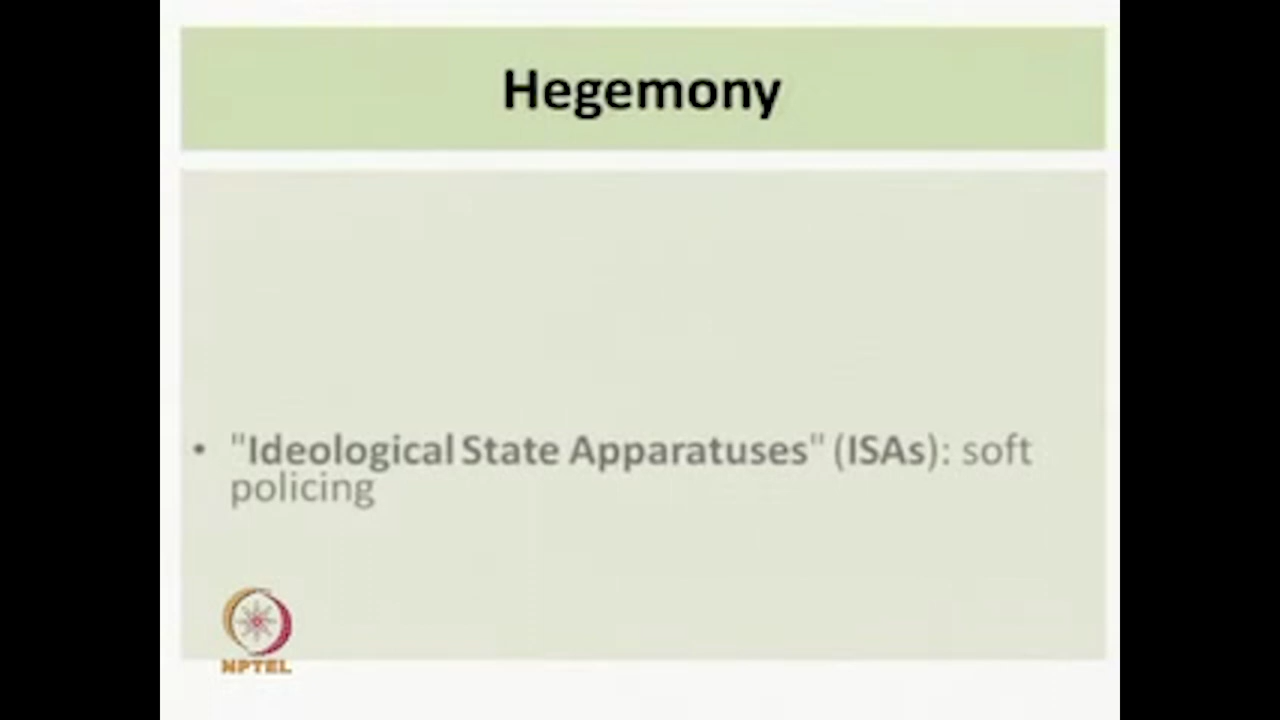 Hegemony
• "Ideological State Apparatuses" (ISAs): soft
policing
NPTEL